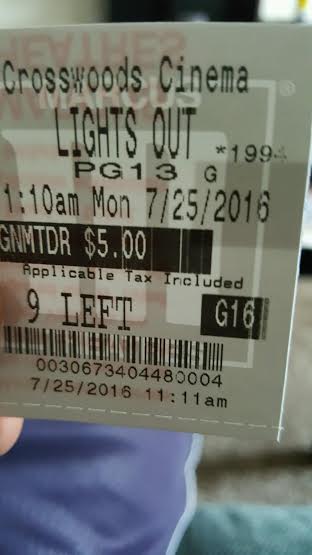 Crosswoods Cinema
LIGHTS OUT *1994
PG13 G
1:10am Mon 7/25/2016
GNMTDR $5.00
Applicable Tax Included
9 LEFT G16
0030673404480004
7/25/2016 11:11am